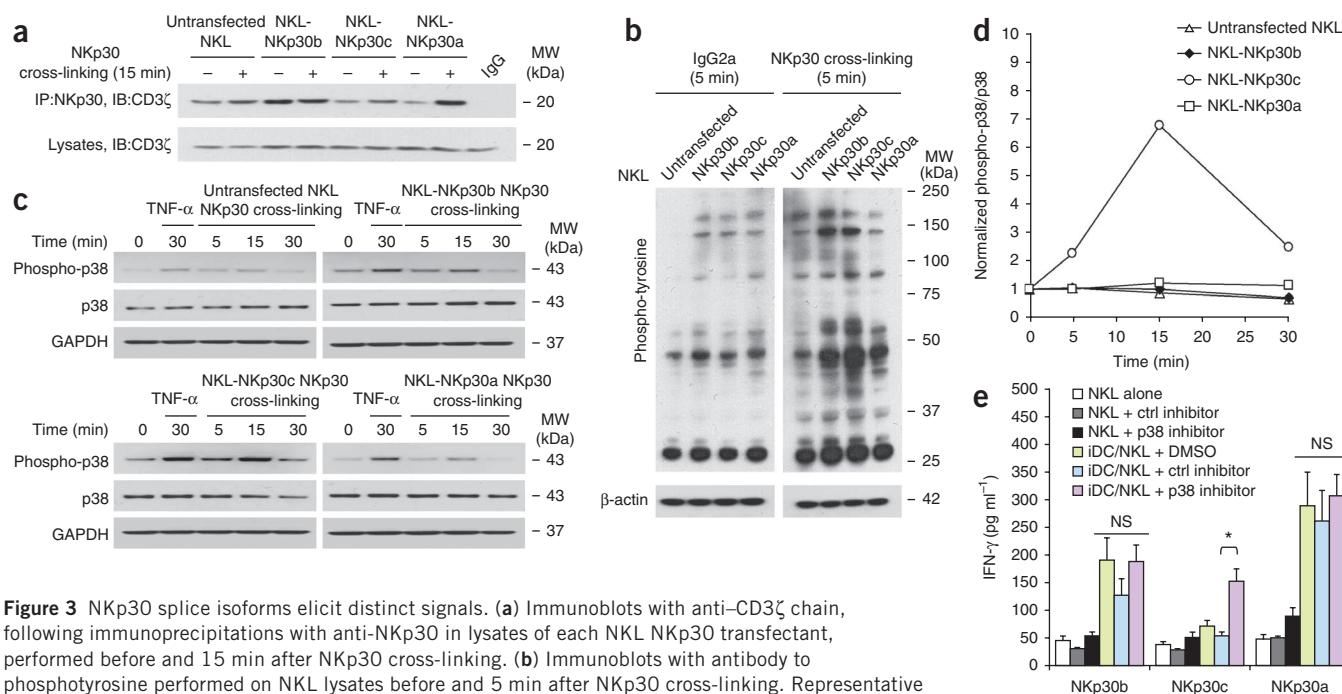 a
Untransfected NKL- NKL- NKL-
NKL NKp30b NKp30c NKp30a
NKp30
cross-linking (15 min) – + – + – + – + IgG MW
(kDa)
IP:NKp30, IB:CD3ζ – 20
Lysates, IB:CD3ζ – 20
b
IgG2a
(5 min)
NKp30 cross-linking
(5 min)
NKL Untransfected NKp30b NKp30c NKp30a Untransfected NKp30b NKp30c NKp30a MW
(kDa)
Phospho-tyrosine
– 250
– 150
– 100
– 75
– 50
– 37
– 25
β-actin – 42
c
Untransfected NKL NKL-NKp30b NKp30
TNF-α NKp30 cross-linking TNF-α cross-linking
MW
(kDa)
Time (min) 0 30 5 15 30 0 30 5 15 30
Phospho-p38 – 43
p38 – 43
GAPDH – 37
NKL-NKp30c NKp30 NKL-NKp30a NKp30
TNF-α cross-linking TNF-α cross-linking
MW
(kDa)
Time (min) 0 30 5 15 30 0 30 5 15 30
Phospho-p38 – 43
p38 – 43
GAPDH – 37
d
Untransfected NKL
NKL-NKp30b
NKL-NKp30c
NKL-NKp30a
Normalized phospho-p38/p38
10
9
8
7
6
5
4
3
2
1
0
0 5 10 15 20 25 30
Time (min)
e
NKL alone
NKL + ctrl inhibitor
NKL + p38 inhibitor
iDC/NKL + DMSO
iDC/NKL + ctrl inhibitor
iDC/NKL + p38 inhibitor
IFN-γ (pg ml⁻¹)
500
450
400
350
300
250
200
150
100
50
0
NS
*
NS
NKp30b NKp30c NKp30a
Figure 3 NKp30 splice isoforms elicit distinct signals. (a) Immunoblots with anti–CD3ζ chain,
following immunoprecipitations with anti-NKp30 in lysates of each NKL NKp30 transfectant,
performed before and 15 min after NKp30 cross-linking. (b) Immunoblots with antibody to
phosphotyrosine performed on NKL lysates before and 5 min after NKp30 cross-linking. Representative